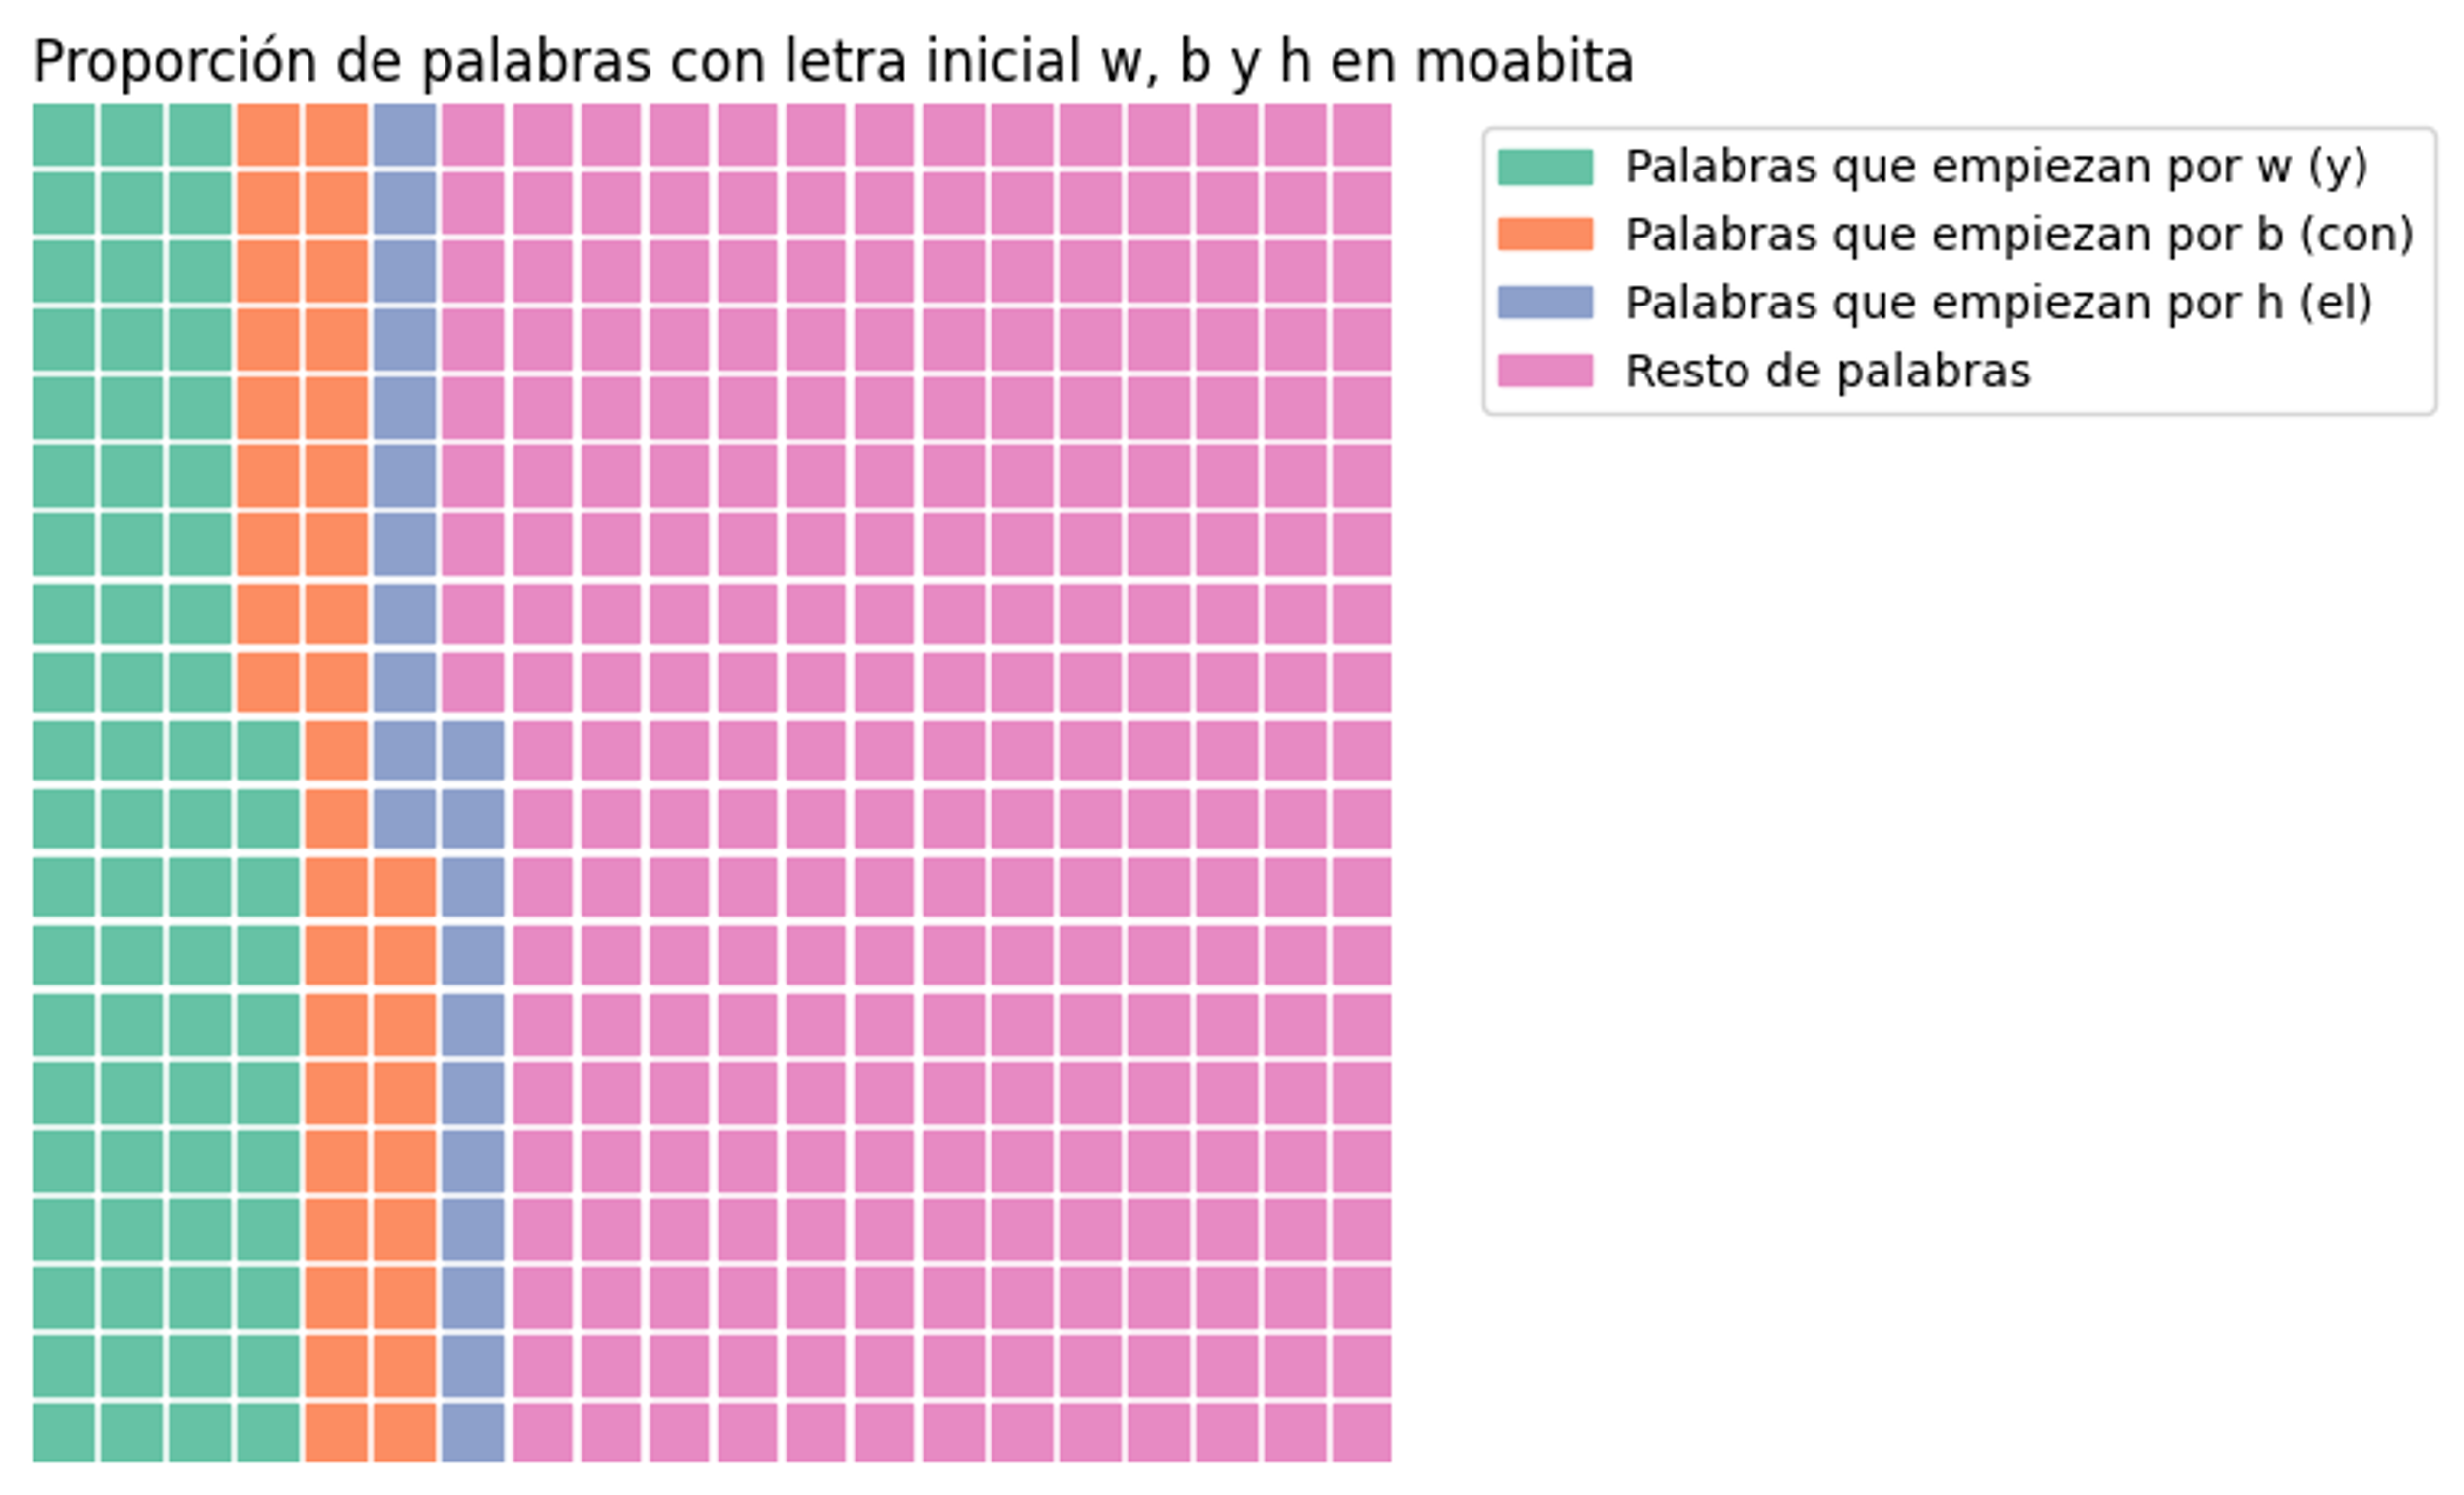 Proporción de palabras con letra inicial w, b y h en moabita
Palabras que empiezan por w (y)
Palabras que empiezan por b (con)
Palabras que empiezan por h (el)
Resto de palabras